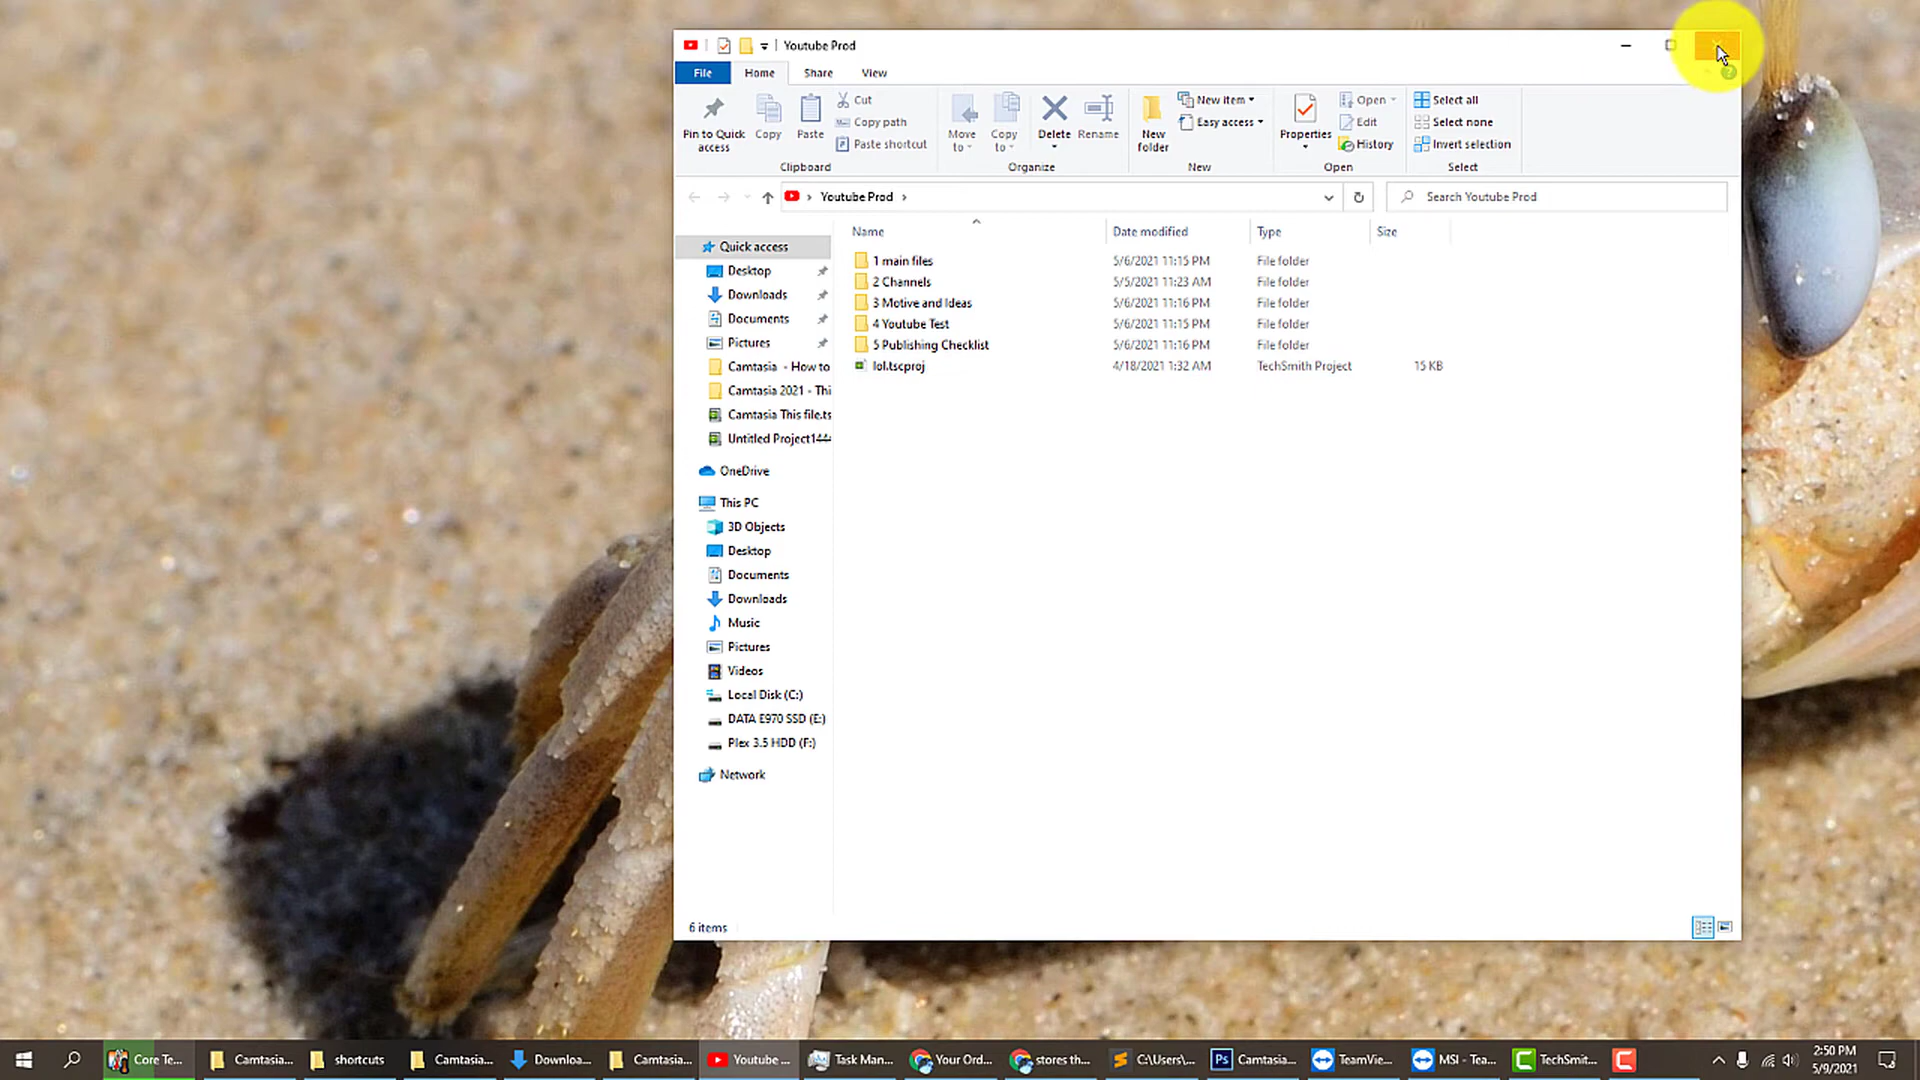 Youtube Prod
File Home Share View
Pin to Quick access
Copy
Paste
Cut
Copy path
Paste shortcut
Move to
Copy to
Delete
Rename
New folder
New item
Easy access
Properties
Open
Edit
History
Select all
Select none
Invert selection
Clipboard Organize New Open Select
Youtube Prod
Search Youtube Prod
Name Date modified Type Size
1 main files 5/6/2021 11:15 PM File folder
2 Channels 5/5/2021 11:23 AM File folder
3 Motive and Ideas 5/6/2021 11:16 PM File folder
4 Youtube Test 5/6/2021 11:15 PM File folder
5 Publishing Checklist 5/6/2021 11:16 PM File folder
lol.tscproj 4/18/2021 1:32 AM TechSmith Project 15 KB
Quick access
Desktop
Downloads
Documents
Pictures
Camtasia - How to
Camtasia 2021 - Thi
Camtasia This file.ts
Untitled Project144
OneDrive
This PC
3D Objects
Desktop
Documents
Downloads
Music
Pictures
Videos
Local Disk (C:)
DATA E970 SSD (E:)
Plex 3.5 HDD (F:)
Network
6 items
Core Te... Camtasia... shortcuts Camtasia... Downloa... Camtasia... Youtube ... Task Man... Your Ord... stores th... C:\Users\... Camtasia... TeamVie... MSI - Tea... TechSmit...
2:50 PM
5/9/2021